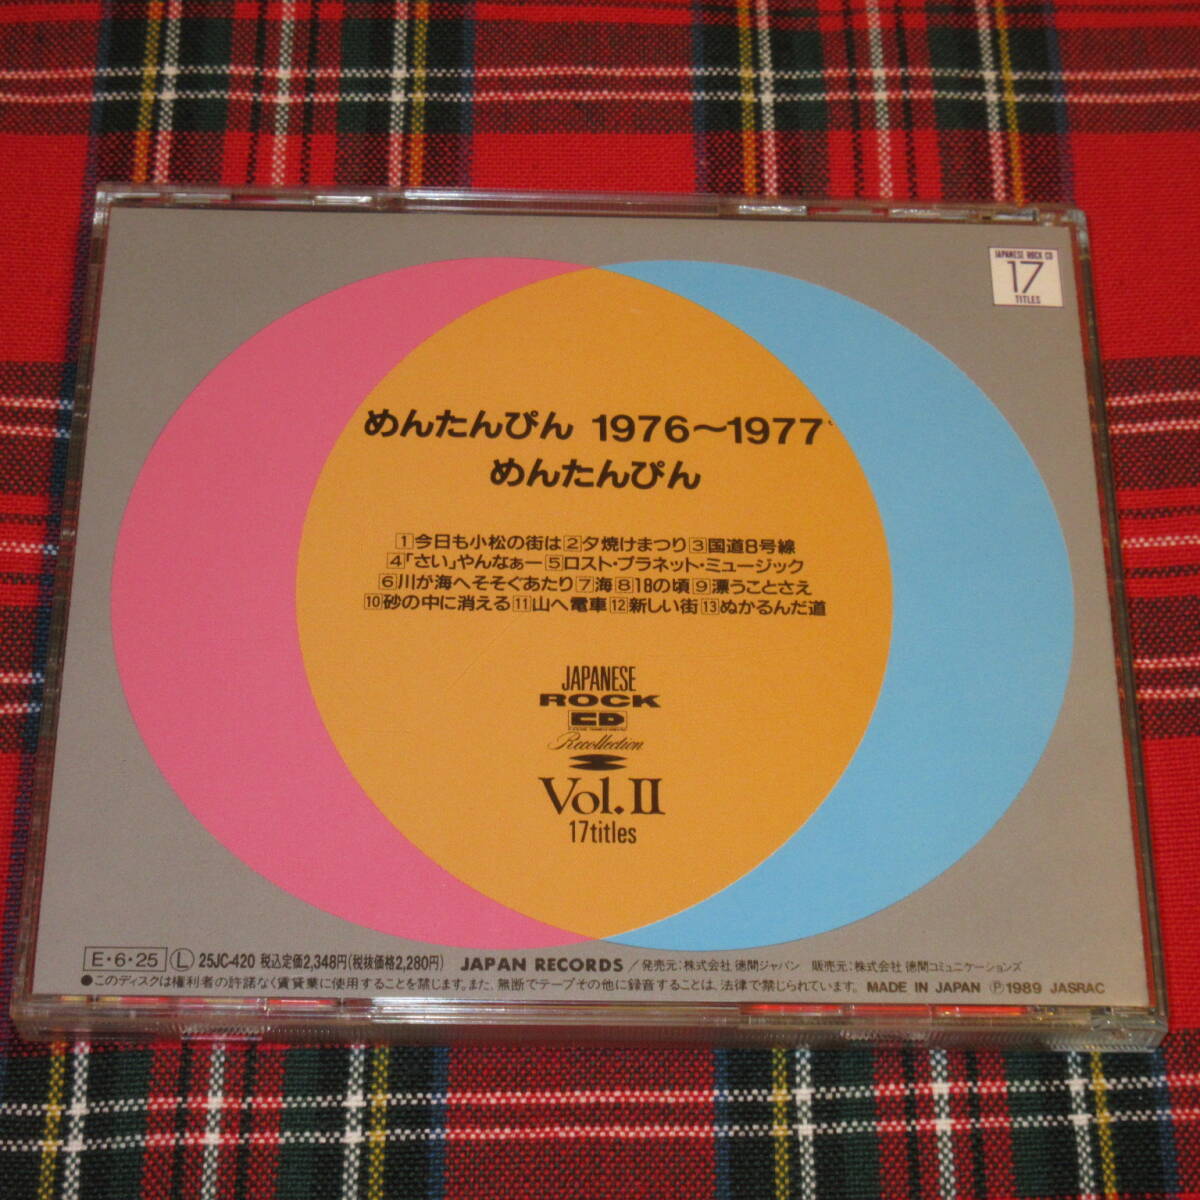 JAPANESE ROCK CD
17
TITLES
めんたんぴん 1976〜1977
めんたんぴん
1今日も小松の街は2夕焼けまつり3国道8号線
4「さい」やんなぁー5ロスト・プラネット・ミュージック
6川が海へそそぐあたり7海818の頃9漂うことさえ
10砂の中に消える11山へ電車12新しい街13ぬかるんだ道
JAPANESE
ROCK
CD
Recollection
Vol.II
17titles
E・6・25 L 25JC-420 税込定価2,348円(税抜価格2,280円) JAPAN RECORDS/発売元:株式会社 徳間ジャパン 販売元:株式会社 徳間コミュニケーションズ
●このディスクは権利者の許諾なく賃貸業に使用することを禁じます。また、無断でテープその他に録音することは、法律で禁じられています。 MADE IN JAPAN Ⓟ1989 JASRAC